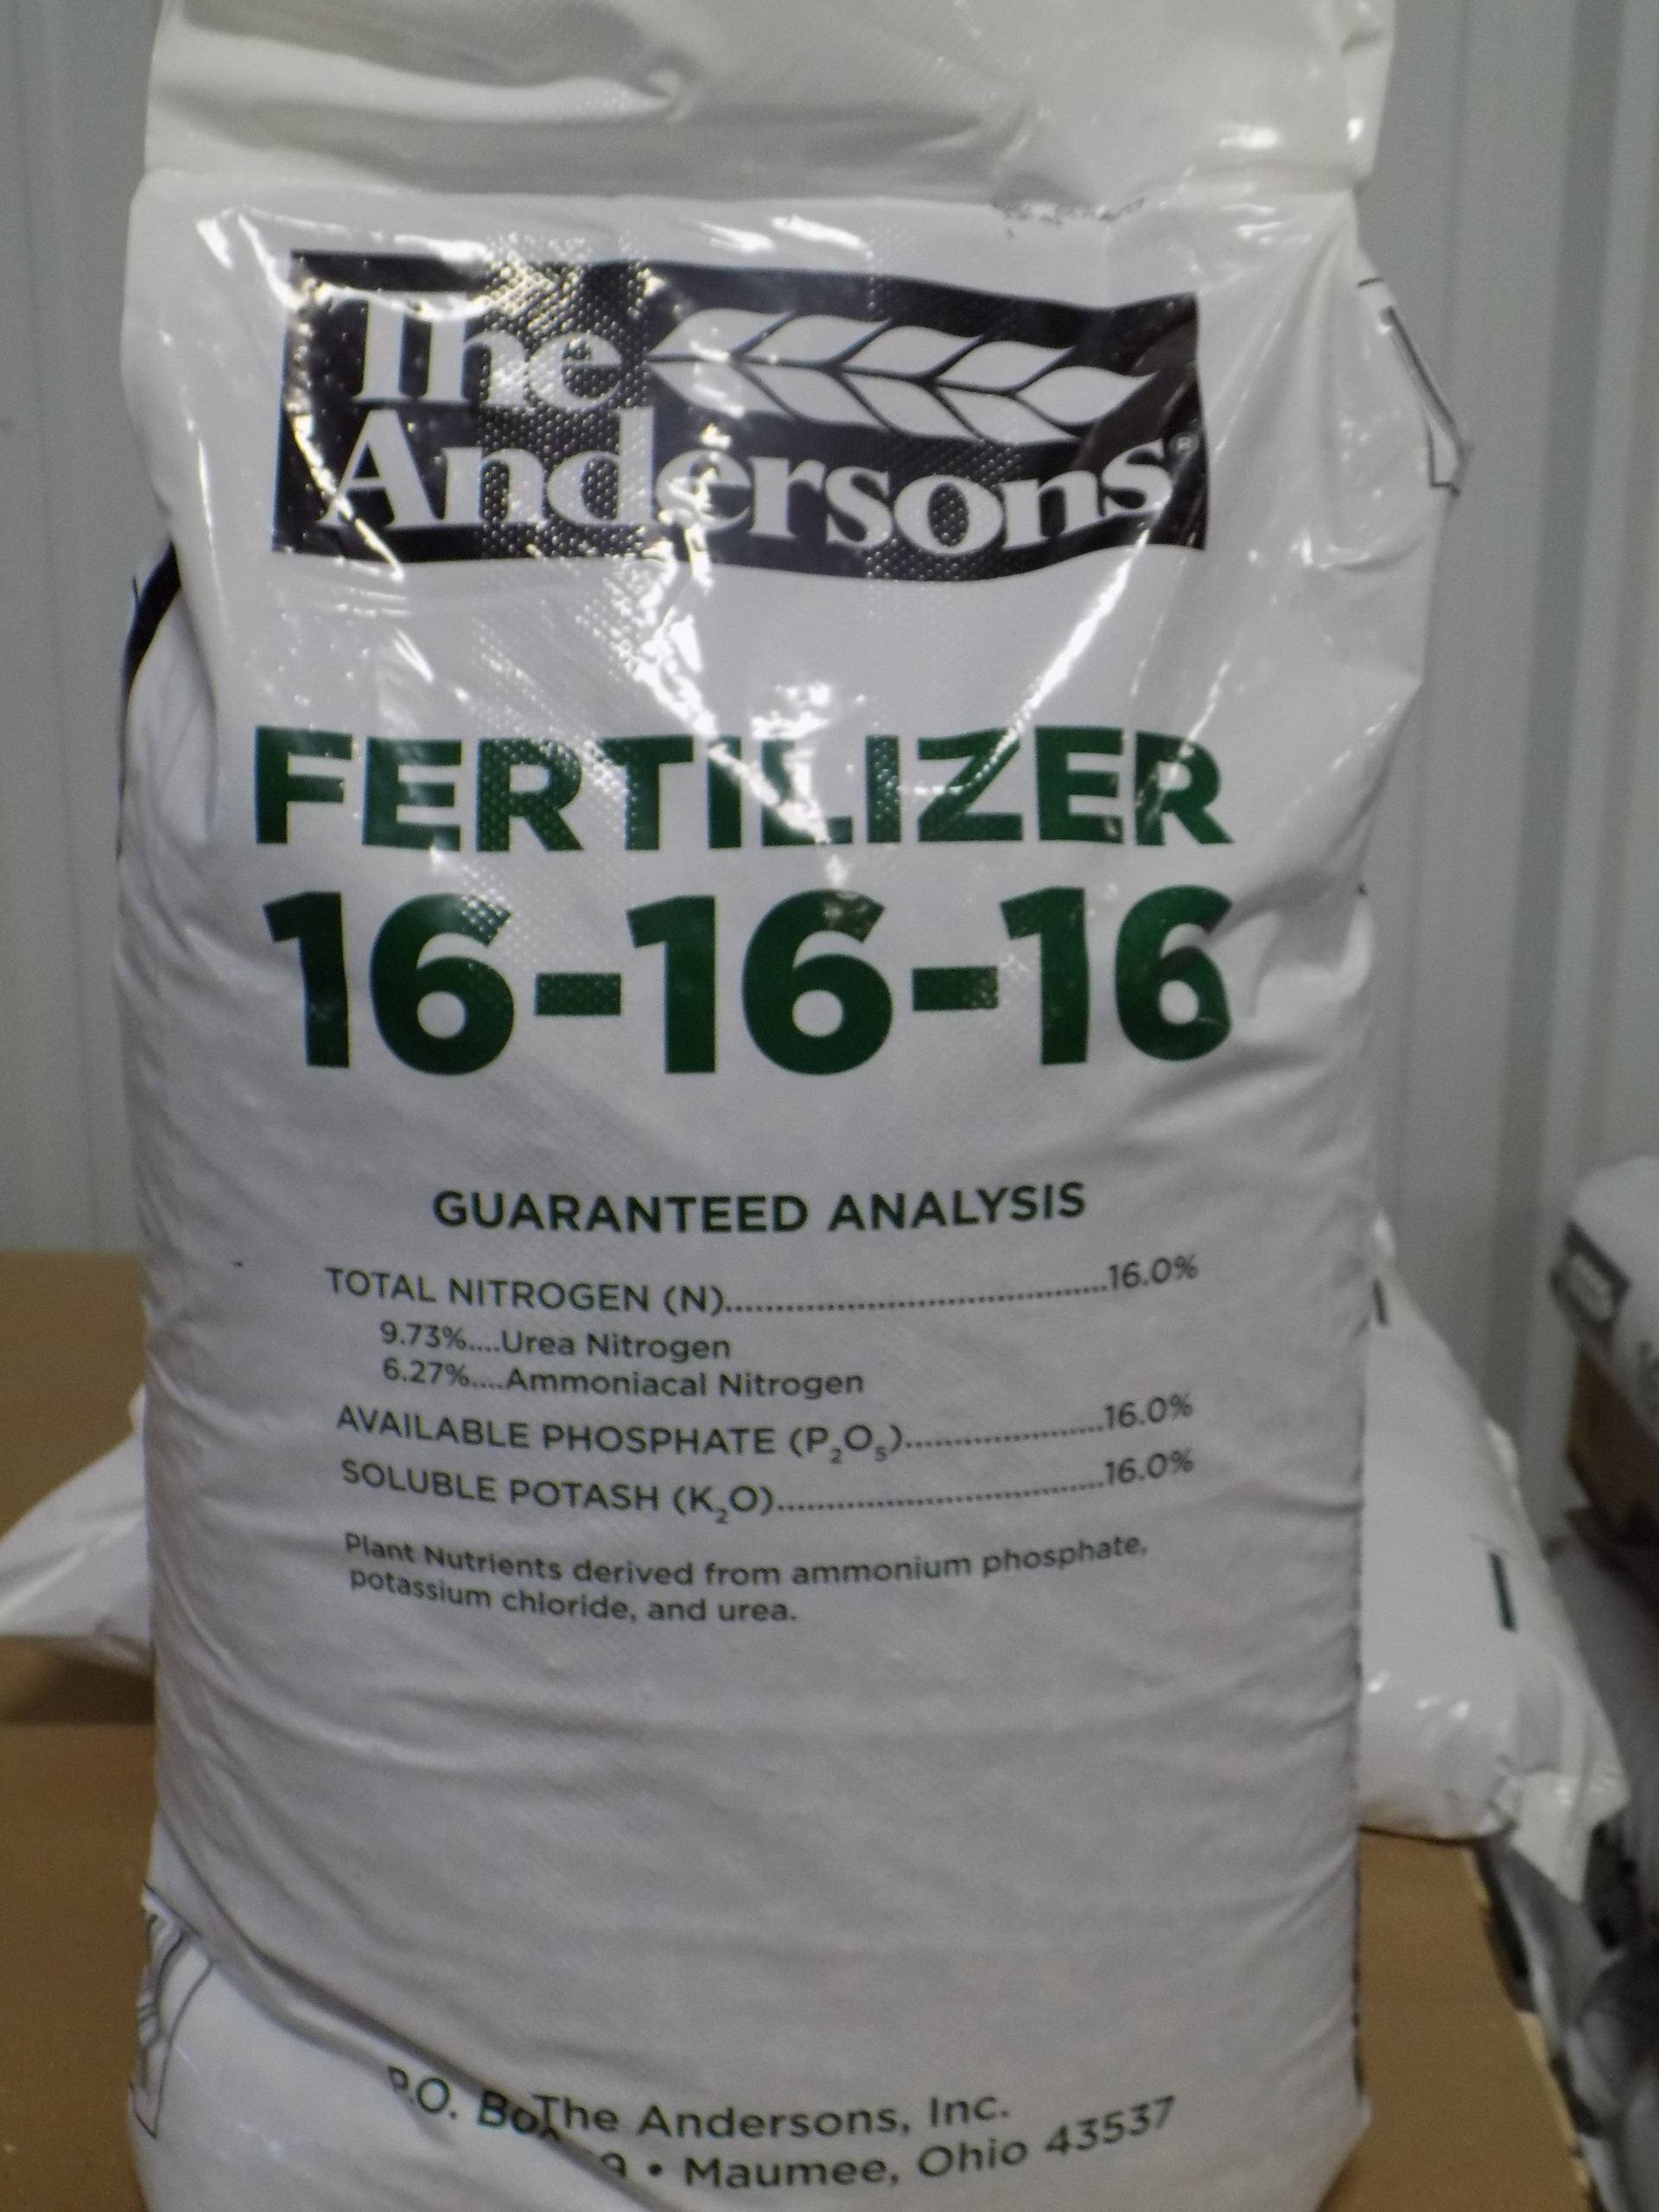 The
Andersons®
FERTILIZER
16-16-16
GUARANTEED ANALYSIS
TOTAL NITROGEN (N)......................................16.0%
9.73%....Urea Nitrogen
6.27%....Ammoniacal Nitrogen
AVAILABLE PHOSPHATE (P₂O₅)....................16.0%
SOLUBLE POTASH (K₂O)................................16.0%
Plant Nutrients derived from ammonium phosphate,
potassium chloride, and urea.
The Andersons, Inc.
P.O. Box 9 • Maumee, Ohio 43537